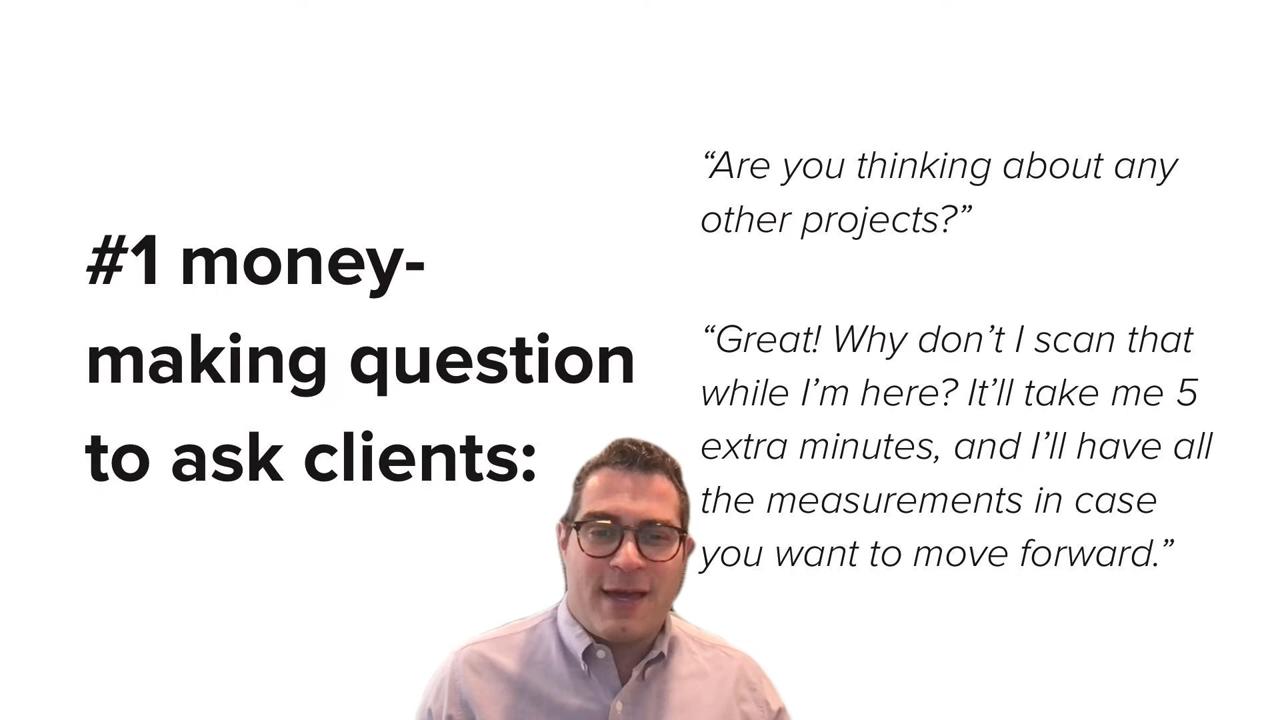 #1 money-
making question
to ask clients:
“Are you thinking about any
other projects?”
“Great! Why don’t I scan that
while I’m here? It’ll take me 5
extra minutes, and I’ll have all
the measurements in case
you want to move forward.”